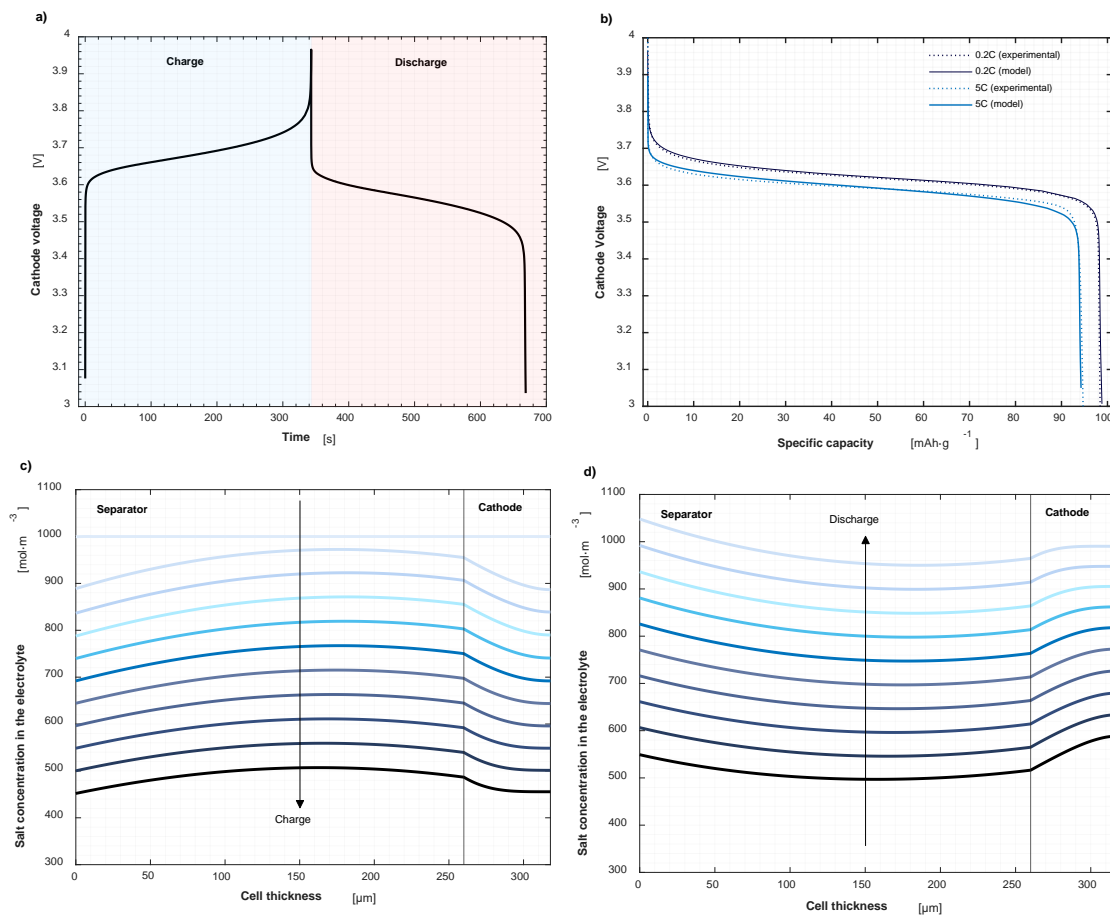 a)
Charge
Discharge
4
3.9
3.8
3.7
3.6
3.5
3.4
3.3
3.2
3.1
3
Cathode voltage [V]
0 100 200 300 400 500 600 700
Time [s]
b)
0.2C (experimental)
0.2C (model)
5C (experimental)
5C (model)
4
3.9
3.8
3.7
3.6
3.5
3.4
3.3
3.2
3.1
3
Cathode Voltage [V]
0 10 20 30 40 50 60 70 80 90 100
Specific capacity [mAh·g -1 ]
c)
Separator
Cathode
Charge
1100
1000
900
800
700
600
500
400
300
Salt concentration in the electrolyte [mol·m -3 ]
0 50 100 150 200 250 300
Cell thickness [µm]
d)
Separator
Cathode
Discharge
1100
1000
900
800
700
600
500
400
300
Salt concentration in the electrolyte [mol·m -3 ]
0 50 100 150 200 250 300
Cell thickness [µm]